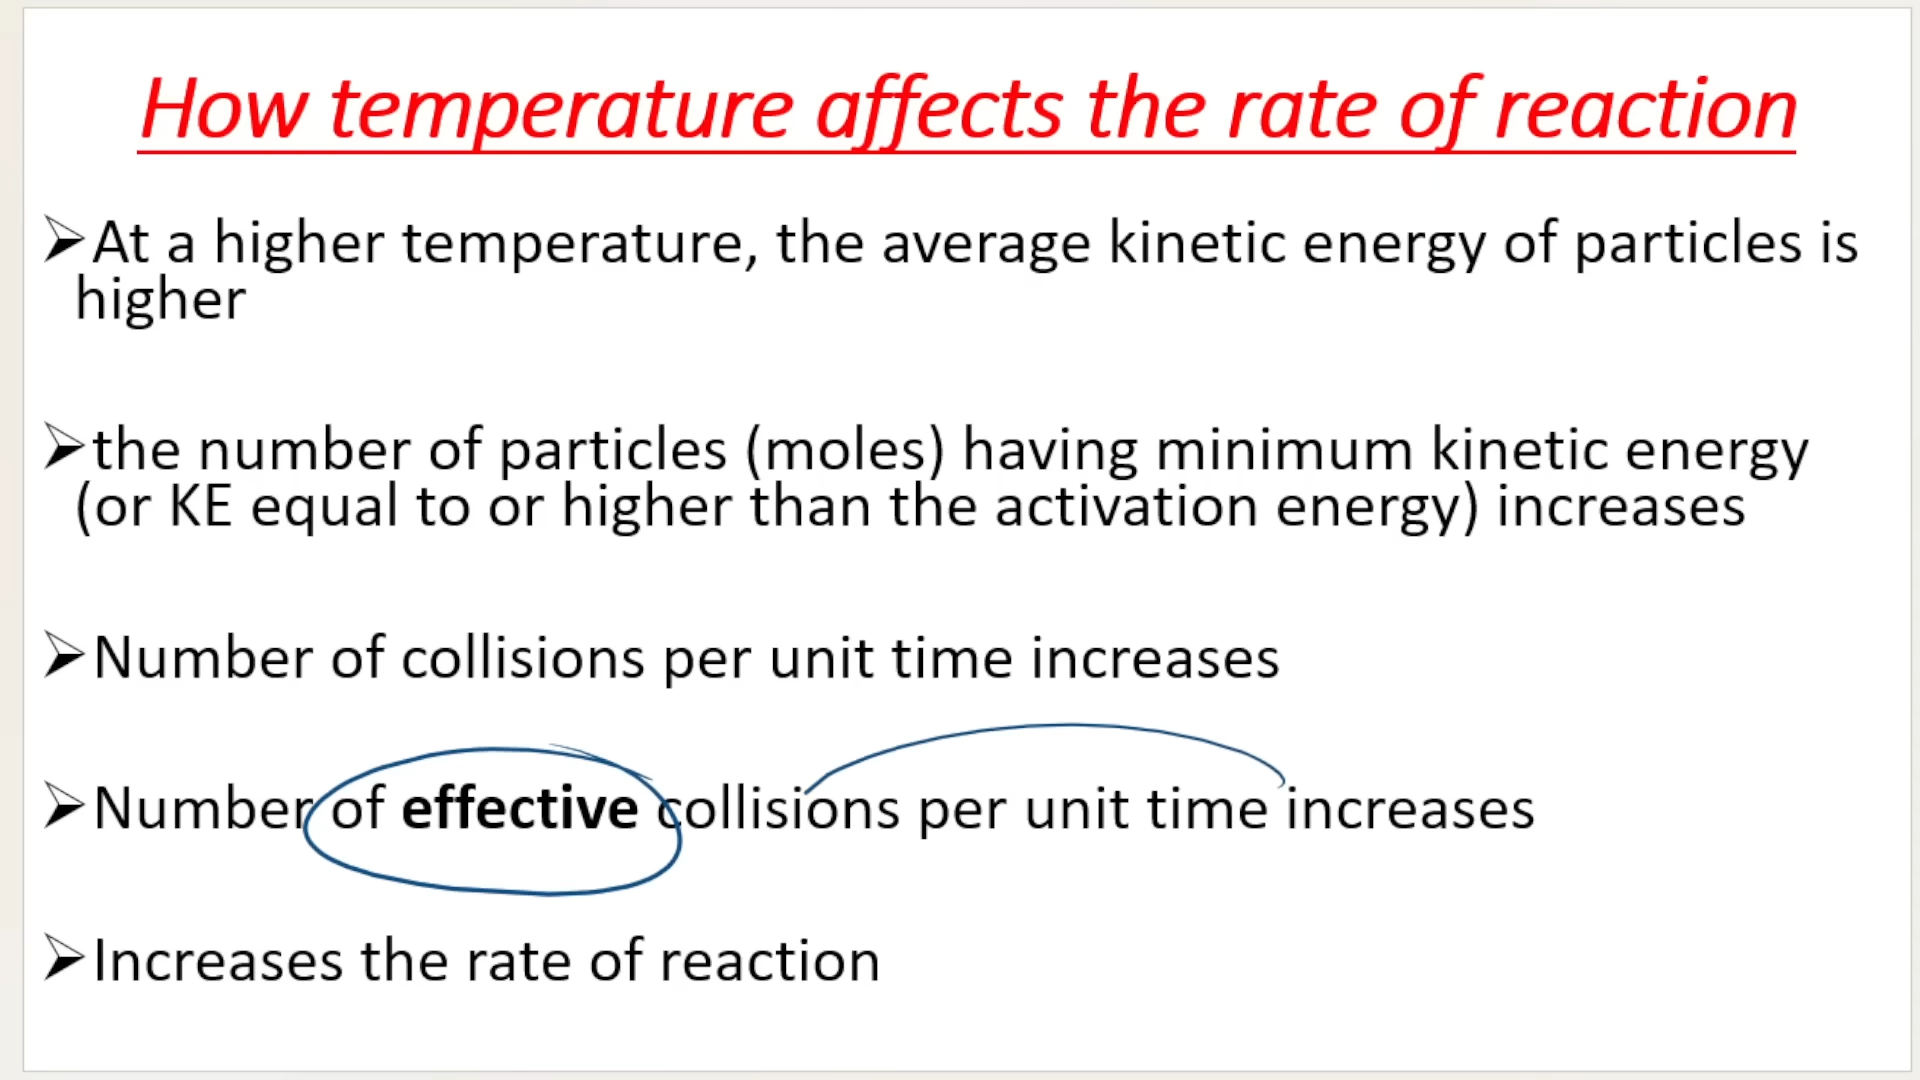 How temperature affects the rate of reaction
➢At a higher temperature, the average kinetic energy of particles is
higher
➢the number of particles (moles) having minimum kinetic energy
(or KE equal to or higher than the activation energy) increases
➢Number of collisions per unit time increases
➢Number of effective collisions per unit time increases
➢Increases the rate of reaction